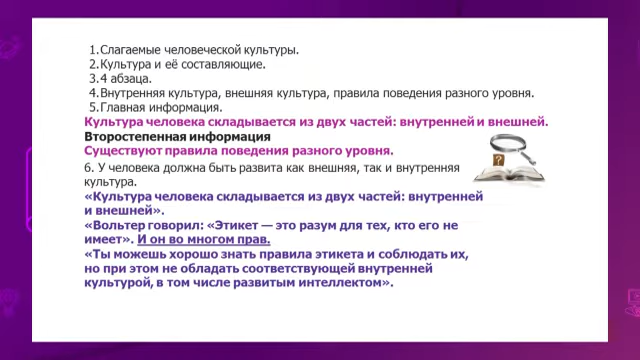 1.Слагаемые человеческой культуры.
2.Культура и её составляющие.
3.4 абзаца.
4.Внутренняя культура, внешняя культура, правила поведения разного уровня.
5.Главная информация.
Культура человека складывается из двух частей: внутренней и внешней.
Второстепенная информация
Существуют правила поведения разного уровня.
6. У человека должна быть развита как внешняя, так и внутренняя
культура.
«Культура человека складывается из двух частей: внутренней
и внешней».
«Вольтер говорил: «Этикет — это разум для тех, кто его не
имеет». И он во многом прав.
«Ты можешь хорошо знать правила этикета и соблюдать их,
но при этом не обладать соответствующей внутренней
культурой, в том числе развитым интеллектом».